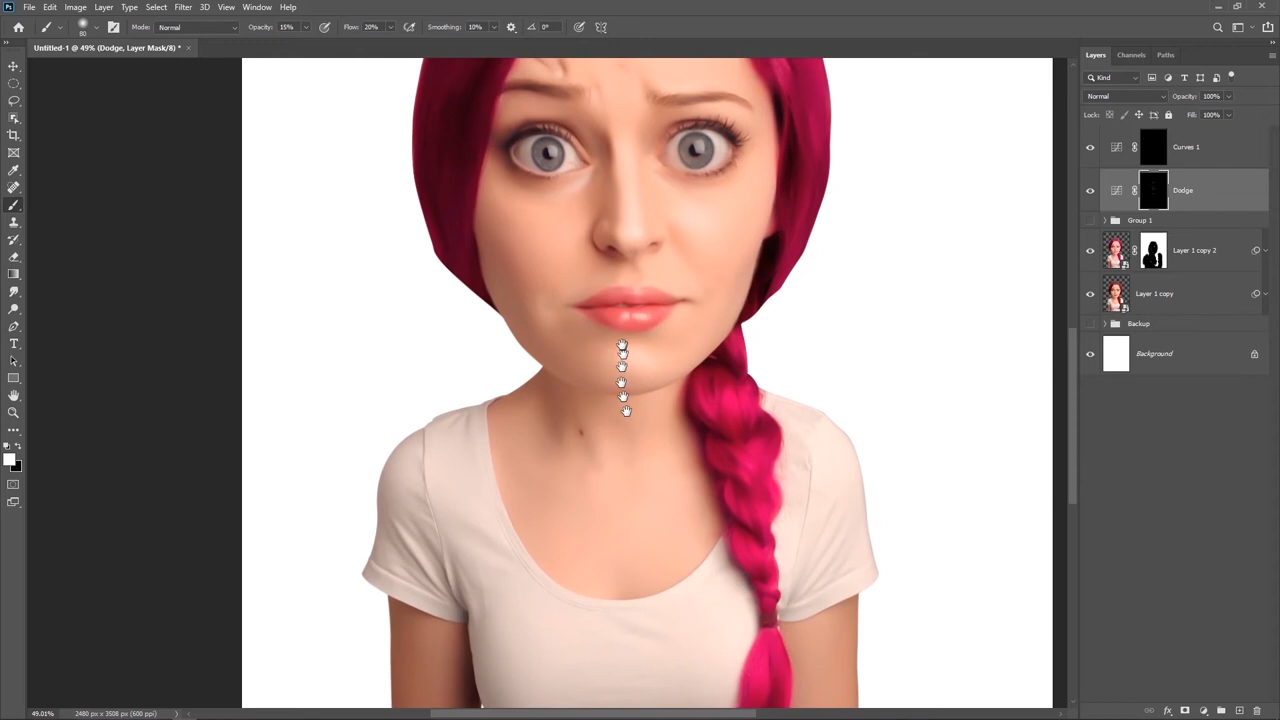 Ps File Edit Image Layer Type Select Filter 3D View Window Help
80 Mode: Normal Opacity: 15% Flow: 20% Smoothing: 10% 0°
Untitled-1 @ 49% (Dodge, Layer Mask/8) *
Layers Channels Paths
Kind
Normal Opacity: 100%
Lock: Fill: 100%
Curves 1
Dodge
Group 1
Layer 1 copy 2
Layer 1 copy
Backup
Background
49.01% 2480 px x 3508 px (600 ppi)